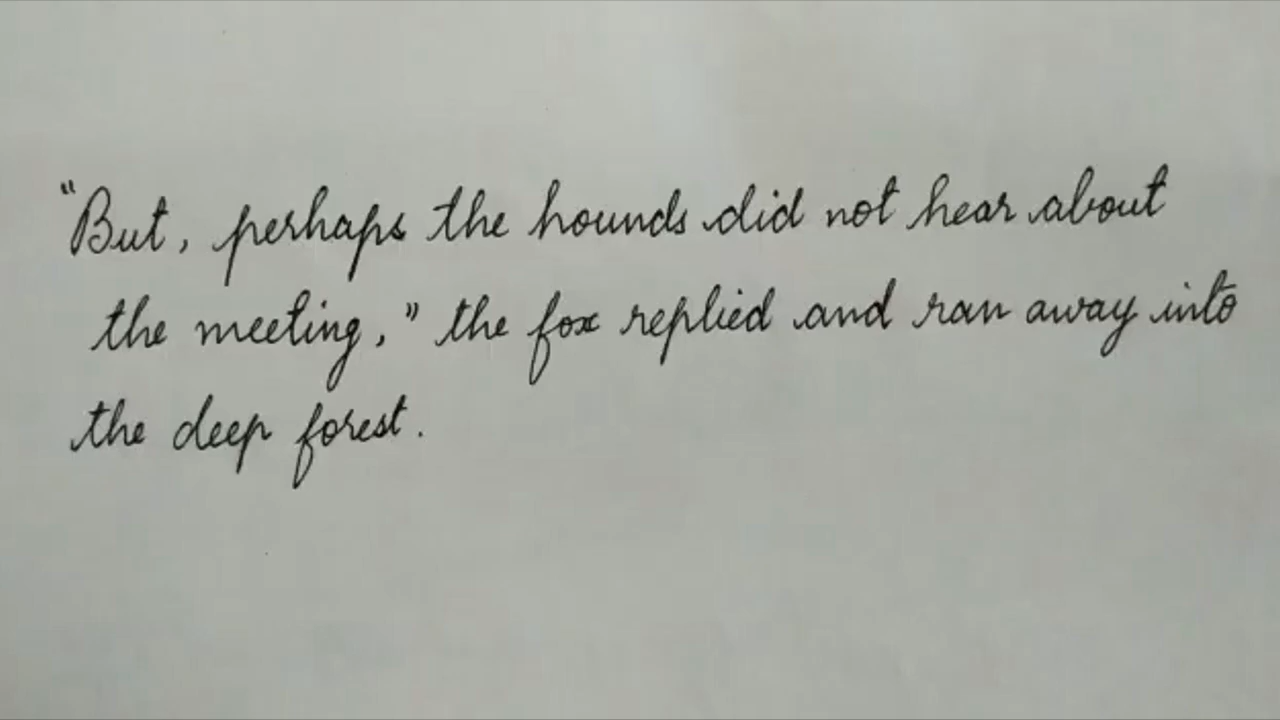 "But, perhaps the hounds did not hear about
the meeting," the fox replied and ran away into
the deep forest.